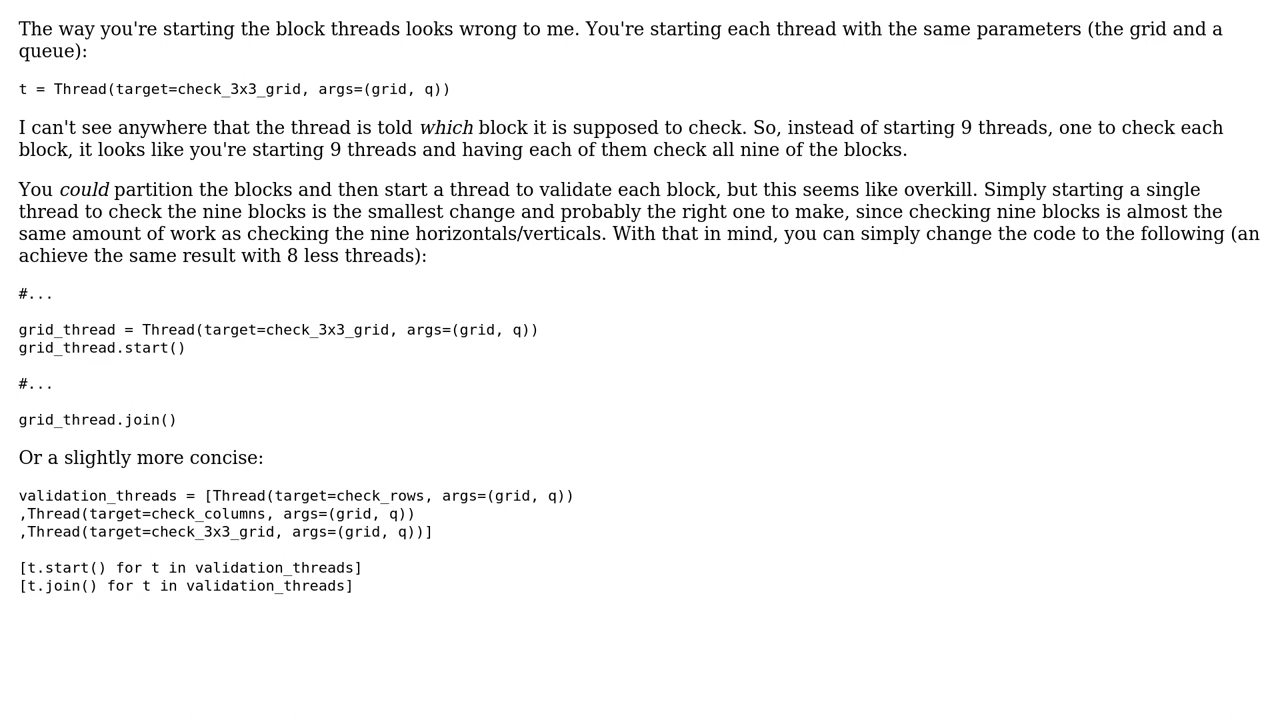 The way you're starting the block threads looks wrong to me. You're starting each thread with the same parameters (the grid and a
queue):
t = Thread(target=check_3x3_grid, args=(grid, q))
I can't see anywhere that the thread is told which block it is supposed to check. So, instead of starting 9 threads, one to check each
block, it looks like you're starting 9 threads and having each of them check all nine of the blocks.
You could partition the blocks and then start a thread to validate each block, but this seems like overkill. Simply starting a single
thread to check the nine blocks is the smallest change and probably the right one to make, since checking nine blocks is almost the
same amount of work as checking the nine horizontals/verticals. With that in mind, you can simply change the code to the following (an
achieve the same result with 8 less threads):
#...
grid_thread = Thread(target=check_3x3_grid, args=(grid, q))
grid_thread.start()
#...
grid_thread.join()
Or a slightly more concise:
validation_threads = [Thread(target=check_rows, args=(grid, q))
,Thread(target=check_columns, args=(grid, q))
,Thread(target=check_3x3_grid, args=(grid, q))]
[t.start() for t in validation_threads]
[t.join() for t in validation_threads]